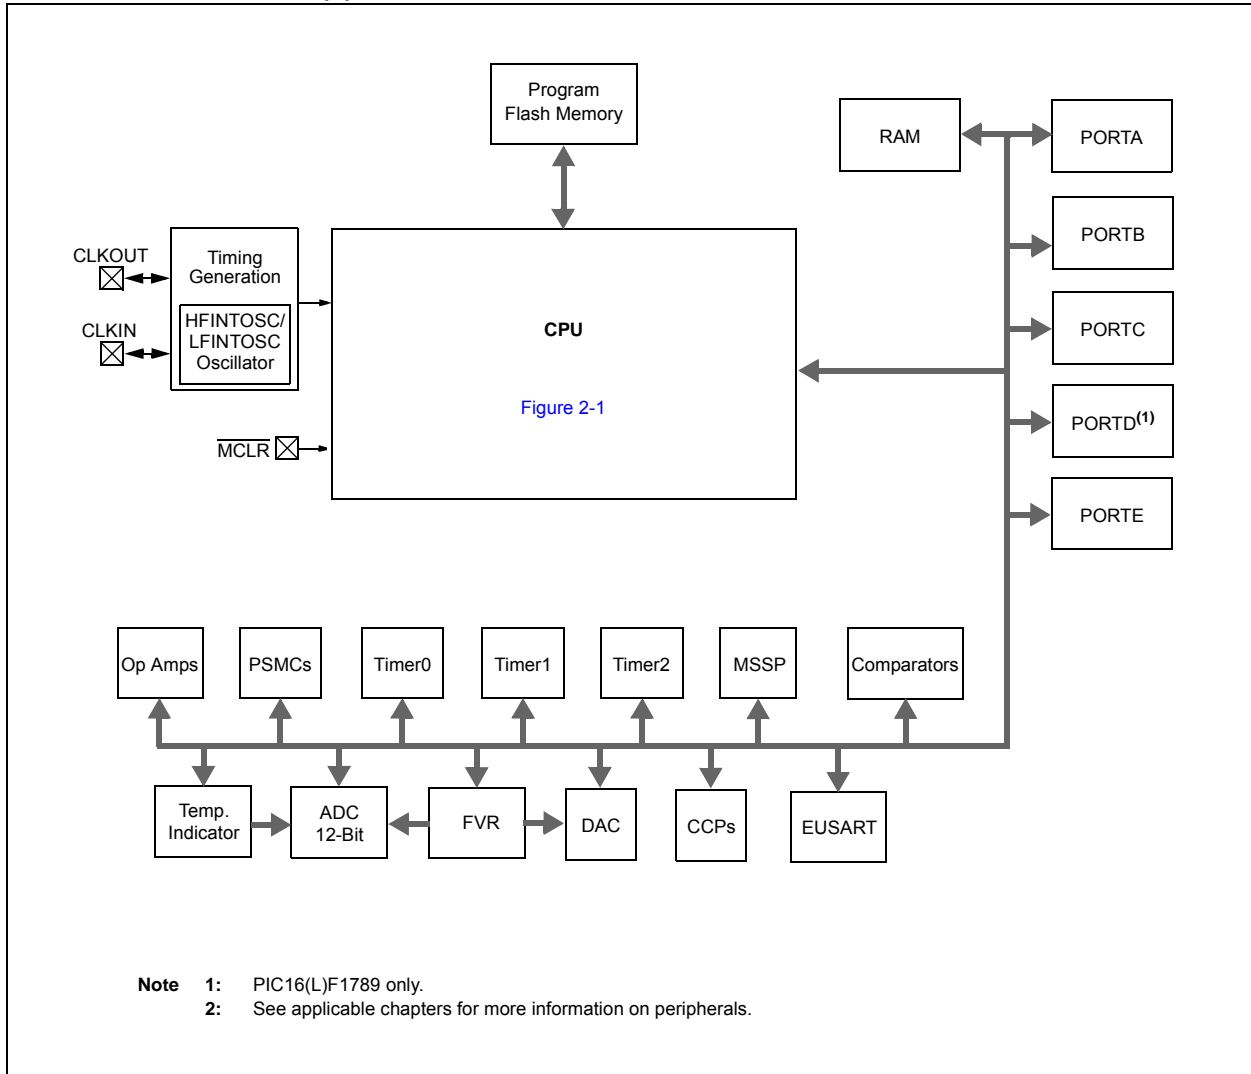 Program
Flash Memory
RAM
PORTA
PORTB
CLKOUT
Timing
Generation
HFINTOSC/
LFINTOSC
Oscillator
CLKIN
CPU
PORTC
Figure 2-1
PORTD(1)
MCLR
PORTE
Op Amps
PSMCs
Timer0
Timer1
Timer2
MSSP
Comparators
Temp.
Indicator
ADC
12-Bit
FVR
DAC
CCPs
EUSART
Note 1: PIC16(L)F1789 only.
2: See applicable chapters for more information on peripherals.